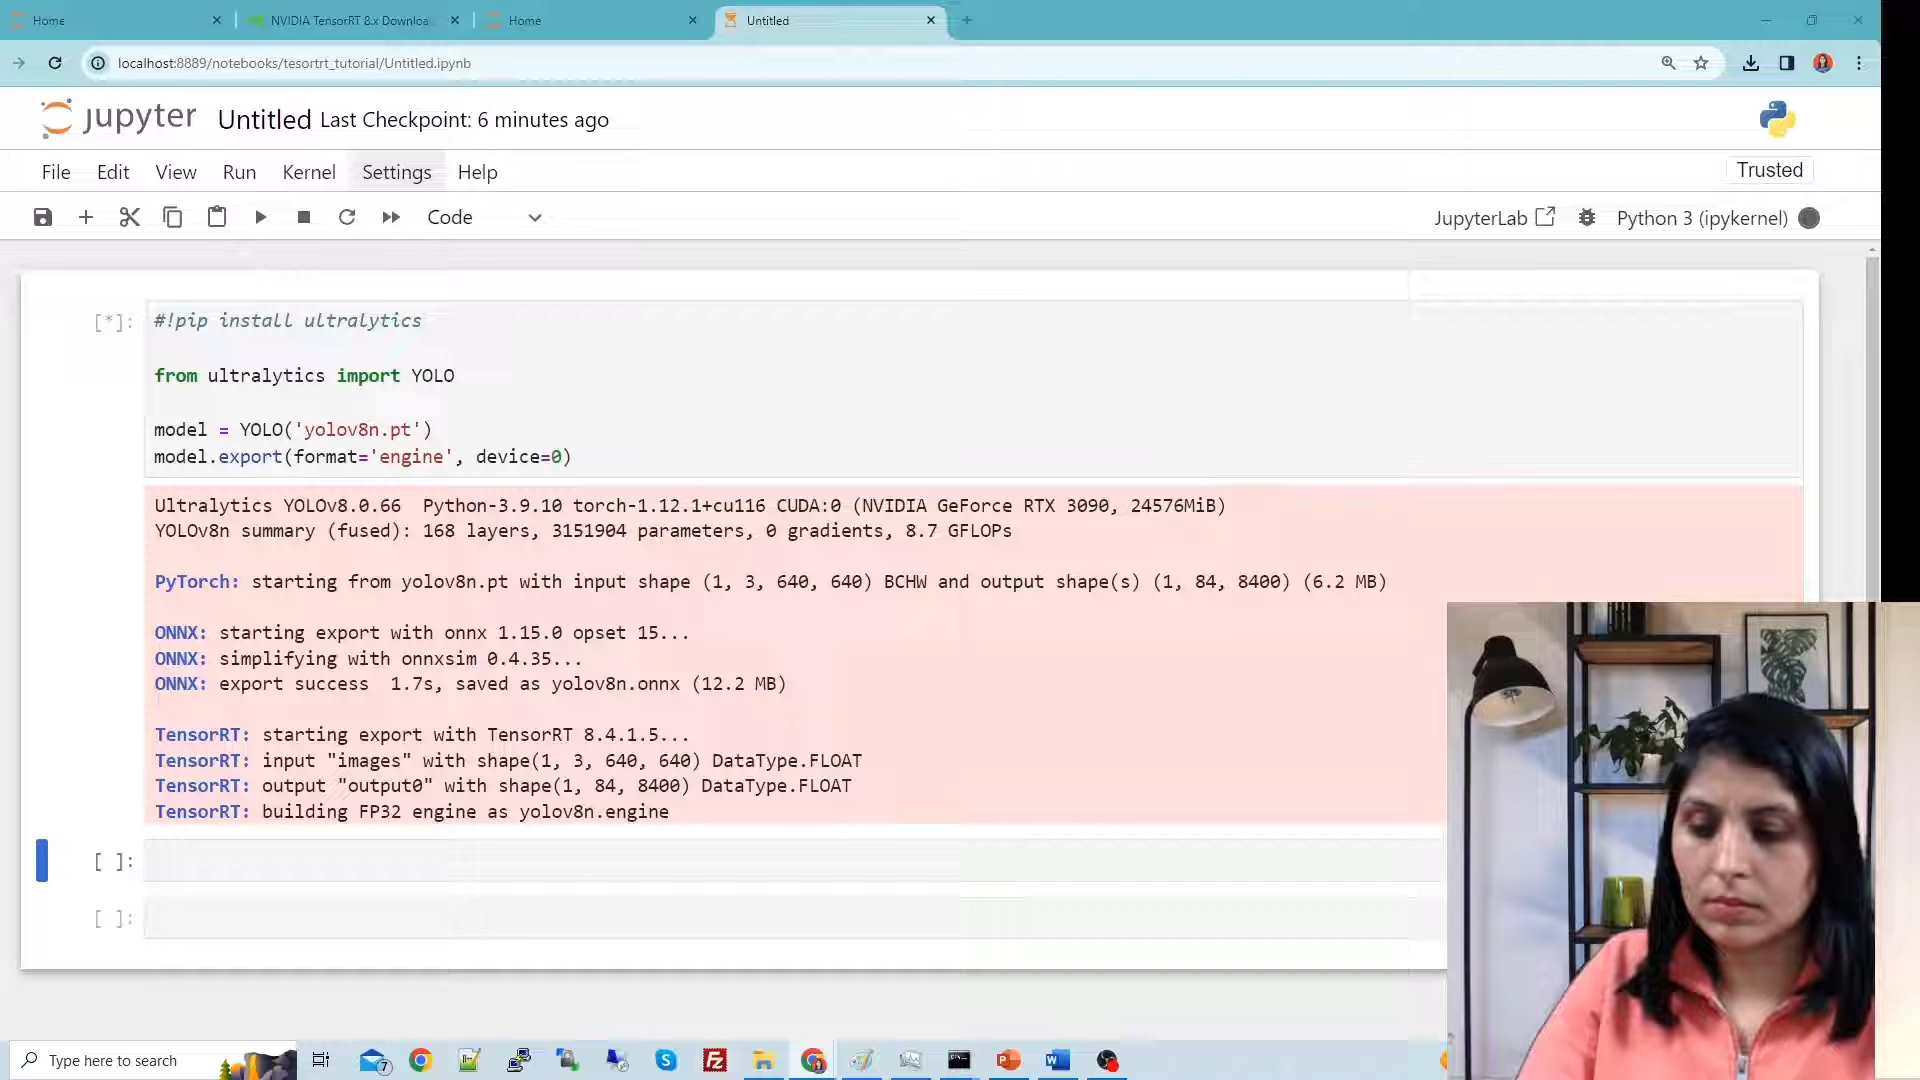 Home
NVIDIA TensorRT 8.x Downloa
Home
Untitled
localhost:8889/notebooks/tesortrt_tutorial/Untitled.ipynb
jupyter Untitled Last Checkpoint: 6 minutes ago
File Edit View Run Kernel Settings Help
Trusted
Code
JupyterLab
Python 3 (ipykernel)
[*]:
#!pip install ultralytics
from ultralytics import YOLO
model = YOLO('yolov8n.pt')
model.export(format='engine', device=0)
Ultralytics YOLOv8.0.66 Python-3.9.10 torch-1.12.1+cu116 CUDA:0 (NVIDIA GeForce RTX 3090, 24576MiB)
YOLOv8n summary (fused): 168 layers, 3151904 parameters, 0 gradients, 8.7 GFLOPs
PyTorch: starting from yolov8n.pt with input shape (1, 3, 640, 640) BCHW and output shape(s) (1, 84, 8400) (6.2 MB)
ONNX: starting export with onnx 1.15.0 opset 15...
ONNX: simplifying with onnxsim 0.4.35...
ONNX: export success 1.7s, saved as yolov8n.onnx (12.2 MB)
TensorRT: starting export with TensorRT 8.4.1.5...
TensorRT: input "images" with shape(1, 3, 640, 640) DataType.FLOAT
TensorRT: output "output0" with shape(1, 84, 8400) DataType.FLOAT
TensorRT: building FP32 engine as yolov8n.engine
[ ]:
[ ]:
Type here to search
7